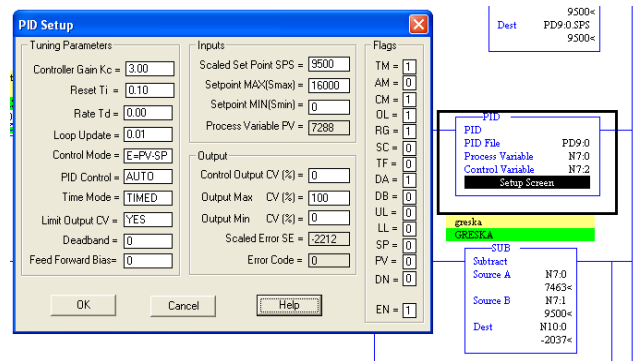 PID Setup
Tuning Parameters
Controller Gain Kc = 3.00
Reset Ti = 0.10
Rate Td = 0.00
Loop Update = 0.01
Control Mode = E=PV-SP
PID Control = AUTO
Time Mode = TIMED
Limit Output CV = YES
Deadband = 0
Feed Forward Bias= 0
Inputs
Scaled Set Point SPS = 9500
Setpoint MAX(Smax) = 16000
Setpoint MIN(Smin) = 0
Process Variable PV = 7288
Output
Control Output CV (%) = 0
Output Max CV (%) = 100
Output Min CV (%) = 0
Scaled Error SE = -2212
Error Code = 0
Flags
TM = 1
AM = 0
CM = 1
OL = 1
RG = 1
SC = 0
TF = 0
DA = 1
DB = 0
UL = 0
LL = 0
SP = 0
PV = 0
DN = 0
EN = 1
OK
Cancel
Help
9500<
Dest PD9:0.SPS
9500<
PID
PID
PID File PD9:0
Process Variable N7:0
Control Variable N7:2
Setup Screen
greska
GRESKA
SUB
Subtract
Source A N7:0
7463<
Source B N7:1
9500<
Dest N10:0
-2037<